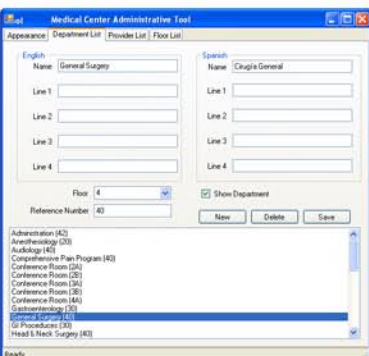 Medical Center Administrative Tool
Appearance Department List Provider List Floor List
English
Name General Surgery
Line 1
Line 2
Line 3
Line 4
Spanish
Name Cirugía General
Line 1
Line 2
Line 3
Line 4
Floor 4
Reference Number 40
Show Department
New Delete Save
Administration (42)
Anesthesiology (20)
Audiology (40)
Comprehensive Pain Program (40)
Conference Room (2A)
Conference Room (2B)
Conference Room (3A)
Conference Room (3B)
Conference Room (4A)
Gastroenterology (30)
General Surgery (40)
GI Procedures (30)
Head & Neck Surgery (40)
Ready